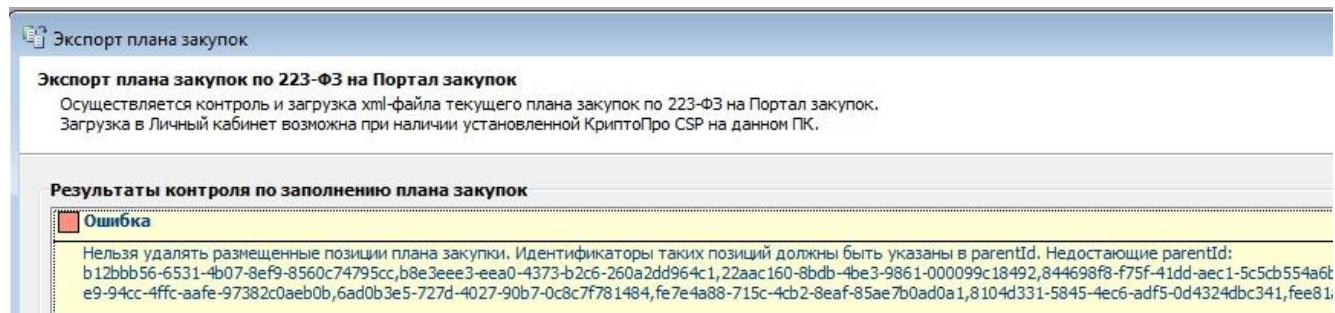 Экспорт плана закупок
Экспорт плана закупок по 223-ФЗ на Портал закупок
Осуществляется контроль и загрузка xml-файла текущего плана закупок по 223-ФЗ на Портал закупок.
Загрузка в Личный кабинет возможна при наличии установленной КриптоПро CSP на данном ПК.
Результаты контроля по заполнению плана закупок
Ошибка
Нельзя удалять размещенные позиции плана закупки. Идентификаторы таких позиций должны быть указаны в parentId. Недостающие parentId:
b12bbb56-6531-4b07-8ef9-8560c74795cc,b8e3eee3-eea0-4373-b2c6-260a2dd964c1,22aac160-8bdb-4be3-9861-000099c18492,844698f8-f75f-41dd-aec1-5c5cb554a6b
e9-94cc-4ffc-aafe-97382c0aeb0b,6ad0b3e5-727d-4027-90b7-0c8c7f781484,fe7e4a88-715c-4cb2-8eaf-85ae7b0ad0a1,8104d331-5845-4ec6-adf5-0d4324dbc341,fee81a